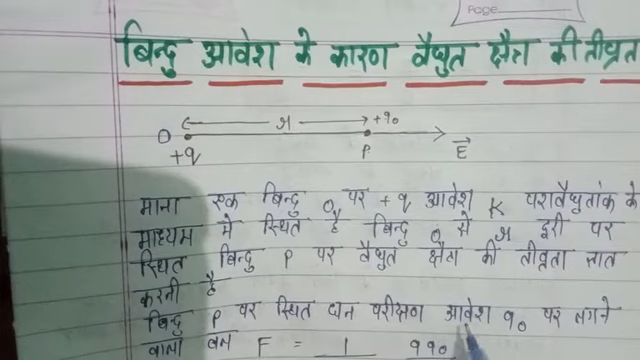 Page
बिन्दु आवेश के कारण वैधुत क्षेत्र की तीव्रता
r +q₀
O +q P E⃗
माना एक बिन्दु O पर +q आवेश K परावैधुतांक के
माध्यम में स्थित है बिन्दु O से r दूरी पर
स्थित बिन्दु P पर वैधुत क्षेत्र की तीव्रता ज्ञात
करनी है
बिन्दु P पर स्थित धन परीक्षण आवेश q₀ पर लगने
वाला बल F = 1 qq₀